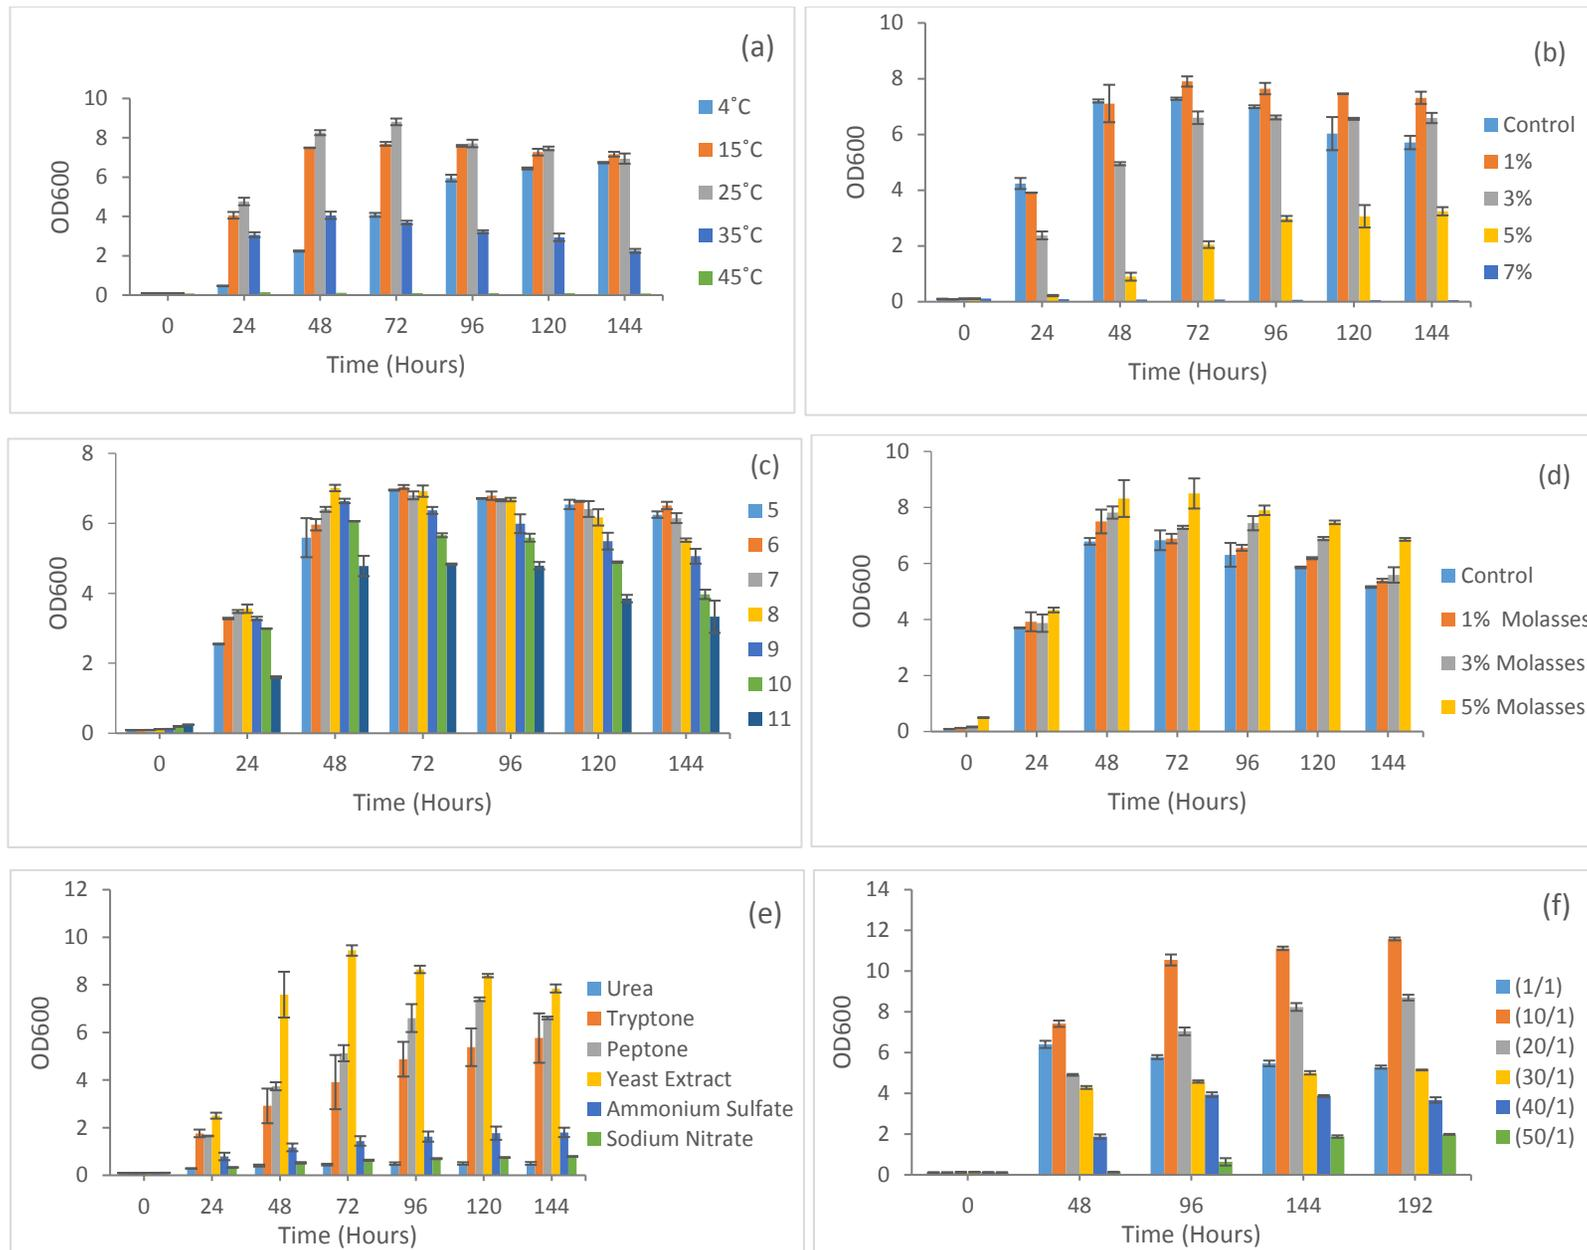 (a)
10
8
6
4
2
0
OD600
0 24 48 72 96 120 144
Time (Hours)
4˚C
15˚C
25˚C
35˚C
45˚C
(b)
10
8
6
4
2
0
OD600
0 24 48 72 96 120 144
Time (Hours)
Control
1%
3%
5%
7%
(c)
8
6
4
2
0
OD600
0 24 48 72 96 120 144
Time (Hours)
5
6
7
8
9
10
11
(d)
10
8
6
4
2
0
OD600
0 24 48 72 96 120 144
Time (Hours)
Control
1% Molasses
3% Molasses
5% Molasses
(e)
12
10
8
6
4
2
0
OD600
0 24 48 72 96 120 144
Time (Hours)
Urea
Tryptone
Peptone
Yeast Extract
Ammonium Sulfate
Sodium Nitrate
(f)
14
12
10
8
6
4
2
0
OD600
0 48 96 144 192
Time (Hours)
(1/1)
(10/1)
(20/1)
(30/1)
(40/1)
(50/1)